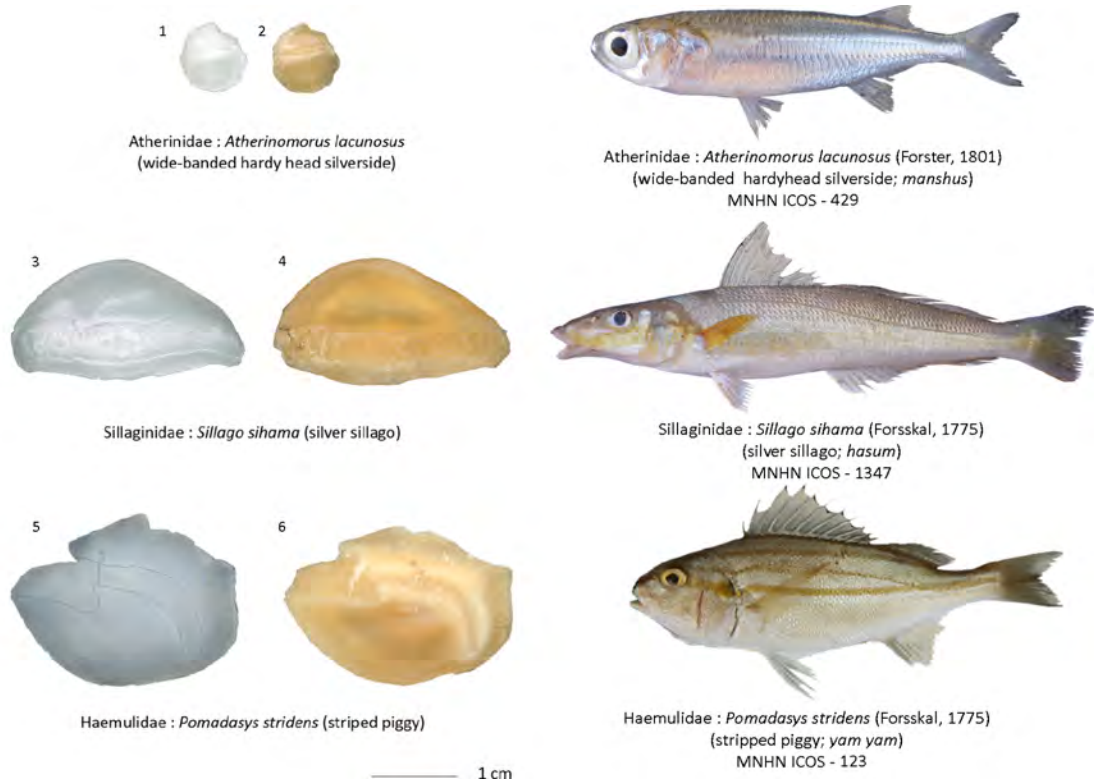 1
2
Atherinidae : Atherinomorus lacunosus
(wide-banded hardy head silverside)
Atherinidae : Atherinomorus lacunosus (Forster, 1801)
(wide-banded hardyhead silverside; manshus)
MNHN ICOS - 429
3
4
Sillaginidae : Sillago sihama (silver sillago)
Sillaginidae : Sillago sihama (Forsskal, 1775)
(silver sillago; hasum)
MNHN ICOS - 1347
5
6
Haemulidae : Pomadasys stridens (striped piggy)
Haemulidae : Pomadasys stridens (Forsskal, 1775)
(stripped piggy; yam yam)
MNHN ICOS - 123
1 cm